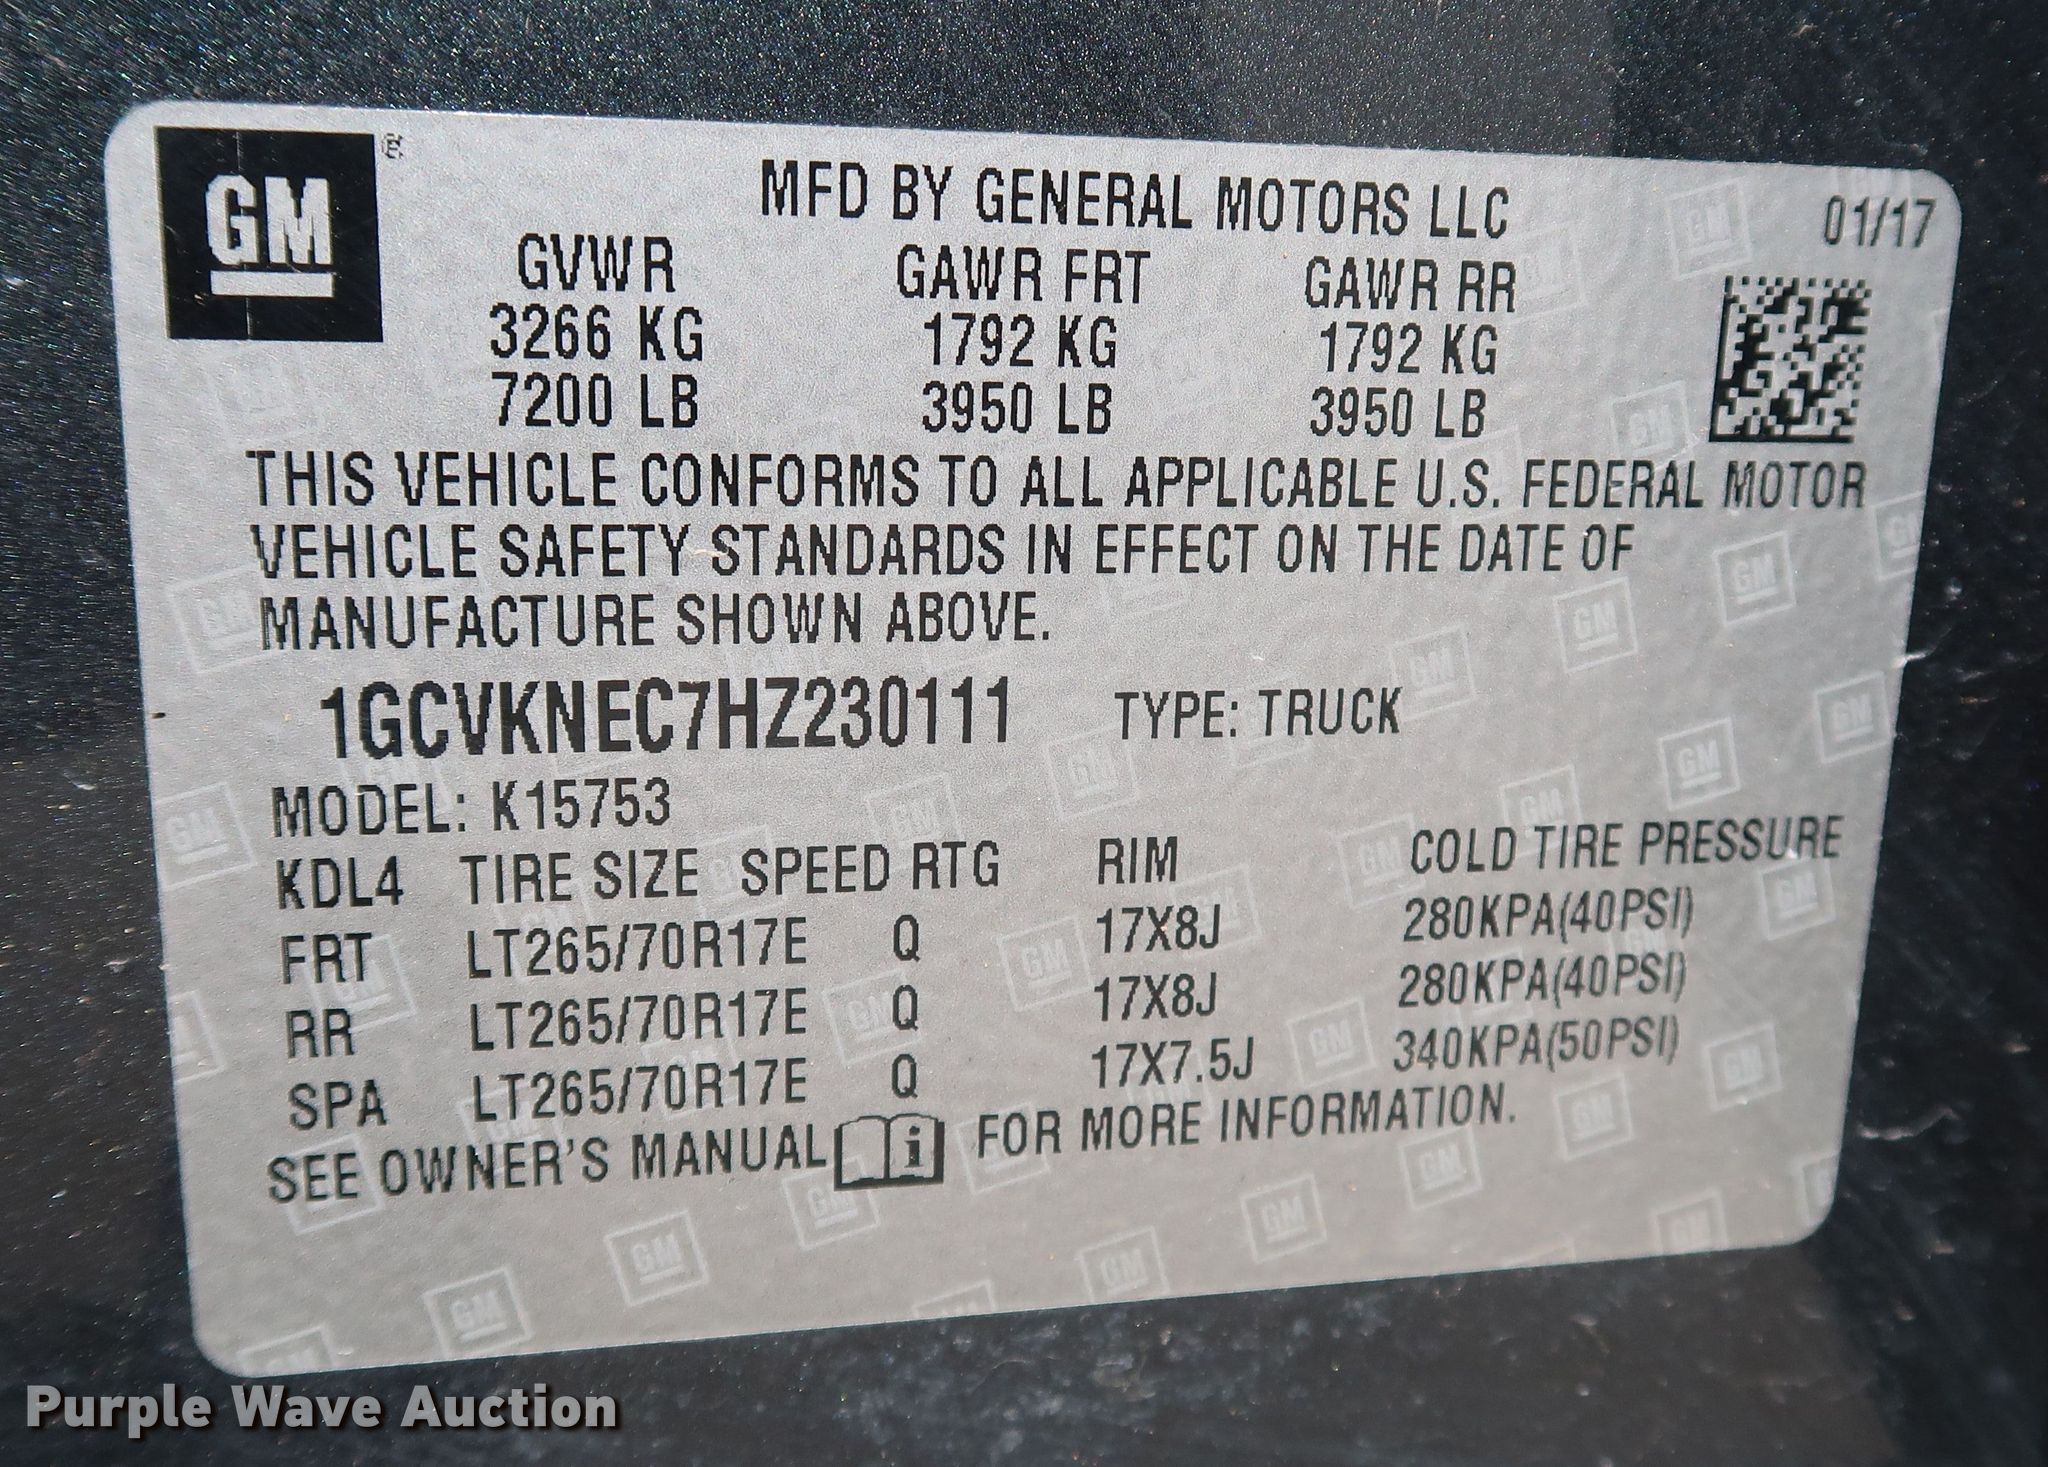 GM®
MFD BY GENERAL MOTORS LLC 01/17
GVWR GAWR FRT GAWR RR
3266 KG 1792 KG 1792 KG
7200 LB 3950 LB 3950 LB
THIS VEHICLE CONFORMS TO ALL APPLICABLE U.S. FEDERAL MOTOR
VEHICLE SAFETY STANDARDS IN EFFECT ON THE DATE OF
MANUFACTURE SHOWN ABOVE.
1GCVKNEC7HZ230111 TYPE: TRUCK
MODEL: K15753
KDL4 TIRE SIZE SPEED RTG RIM COLD TIRE PRESSURE
FRT LT265/70R17E Q 17X8J 280KPA(40PSI)
RR LT265/70R17E Q 17X8J 280KPA(40PSI)
SPA LT265/70R17E Q 17X7.5J 340KPA(50PSI)
SEE OWNER'S MANUAL i FOR MORE INFORMATION.
Purple Wave Auction